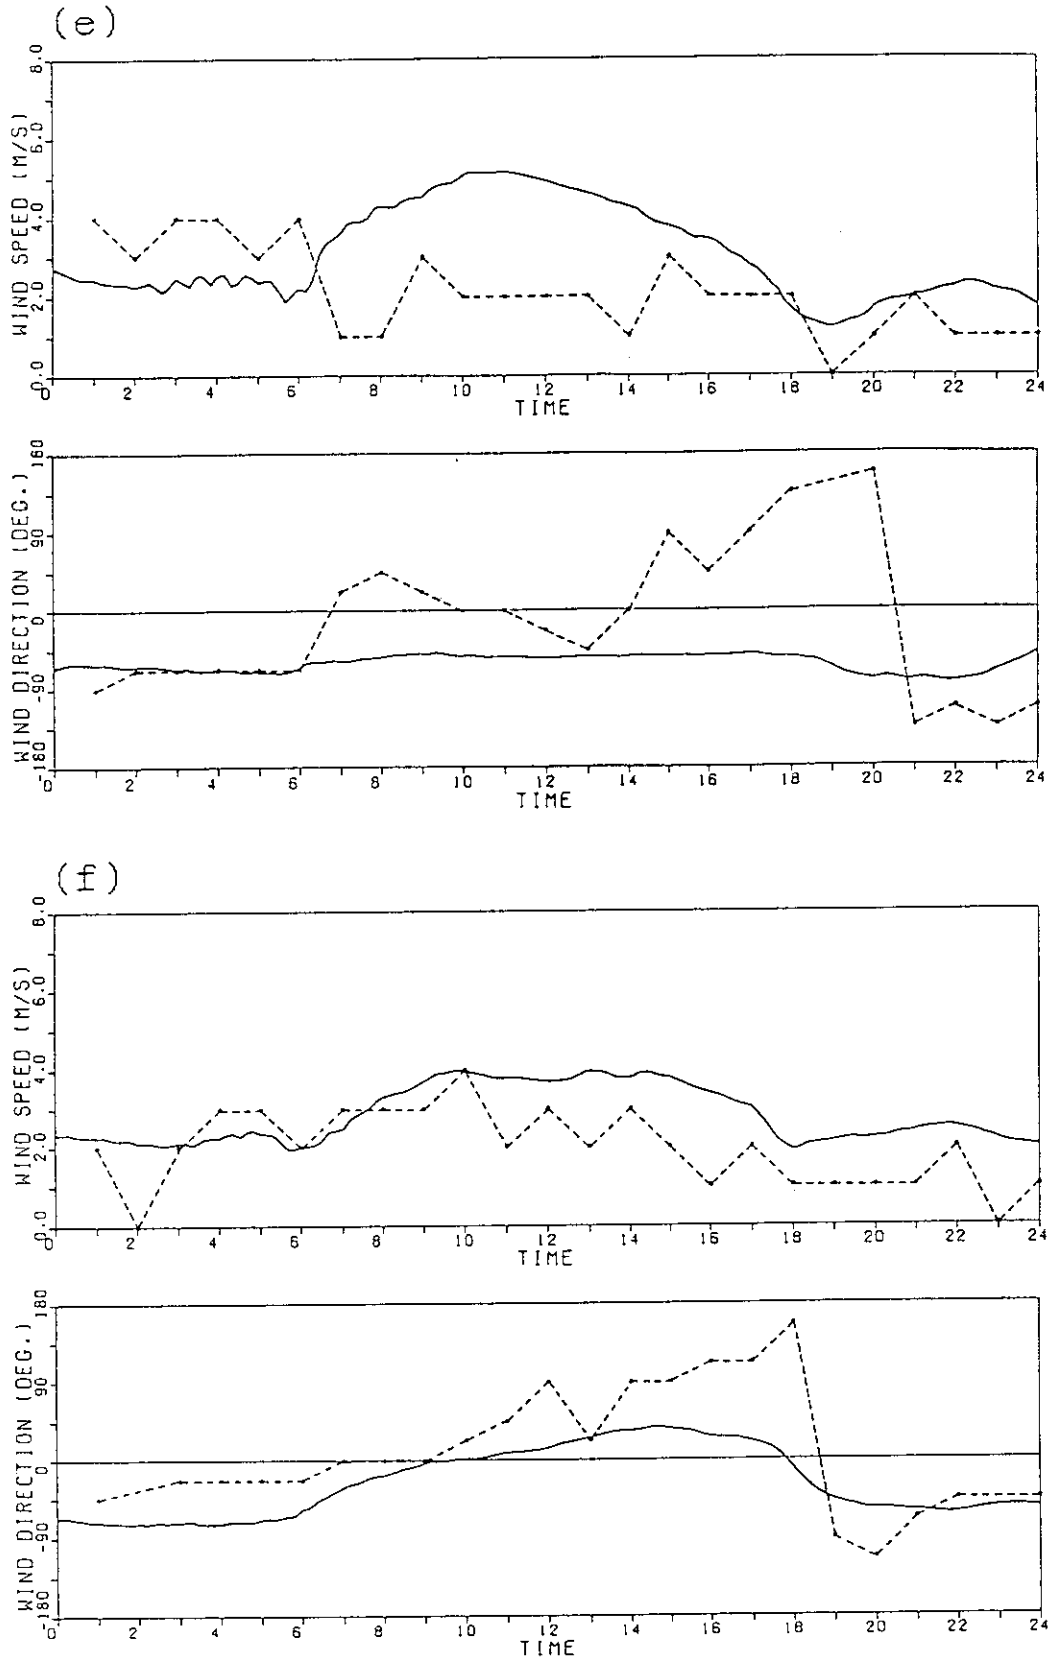 (e)
WIND SPEED (M/S)
8.0
6.0
4.0
2.0
0.0
0 2 4 6 8 10 12 14 16 18 20 22 24
TIME
WIND DIRECTION (DEG.)
180
90
0
-90
-180
0 2 4 6 8 10 12 14 16 18 20 22 24
TIME
(f)
WIND SPEED (M/S)
8.0
6.0
4.0
2.0
0.0
0 2 4 6 8 10 12 14 16 18 20 22 24
TIME
WIND DIRECTION (DEG.)
180
90
0
-90
-180
0 2 4 6 8 10 12 14 16 18 20 22 24
TIME